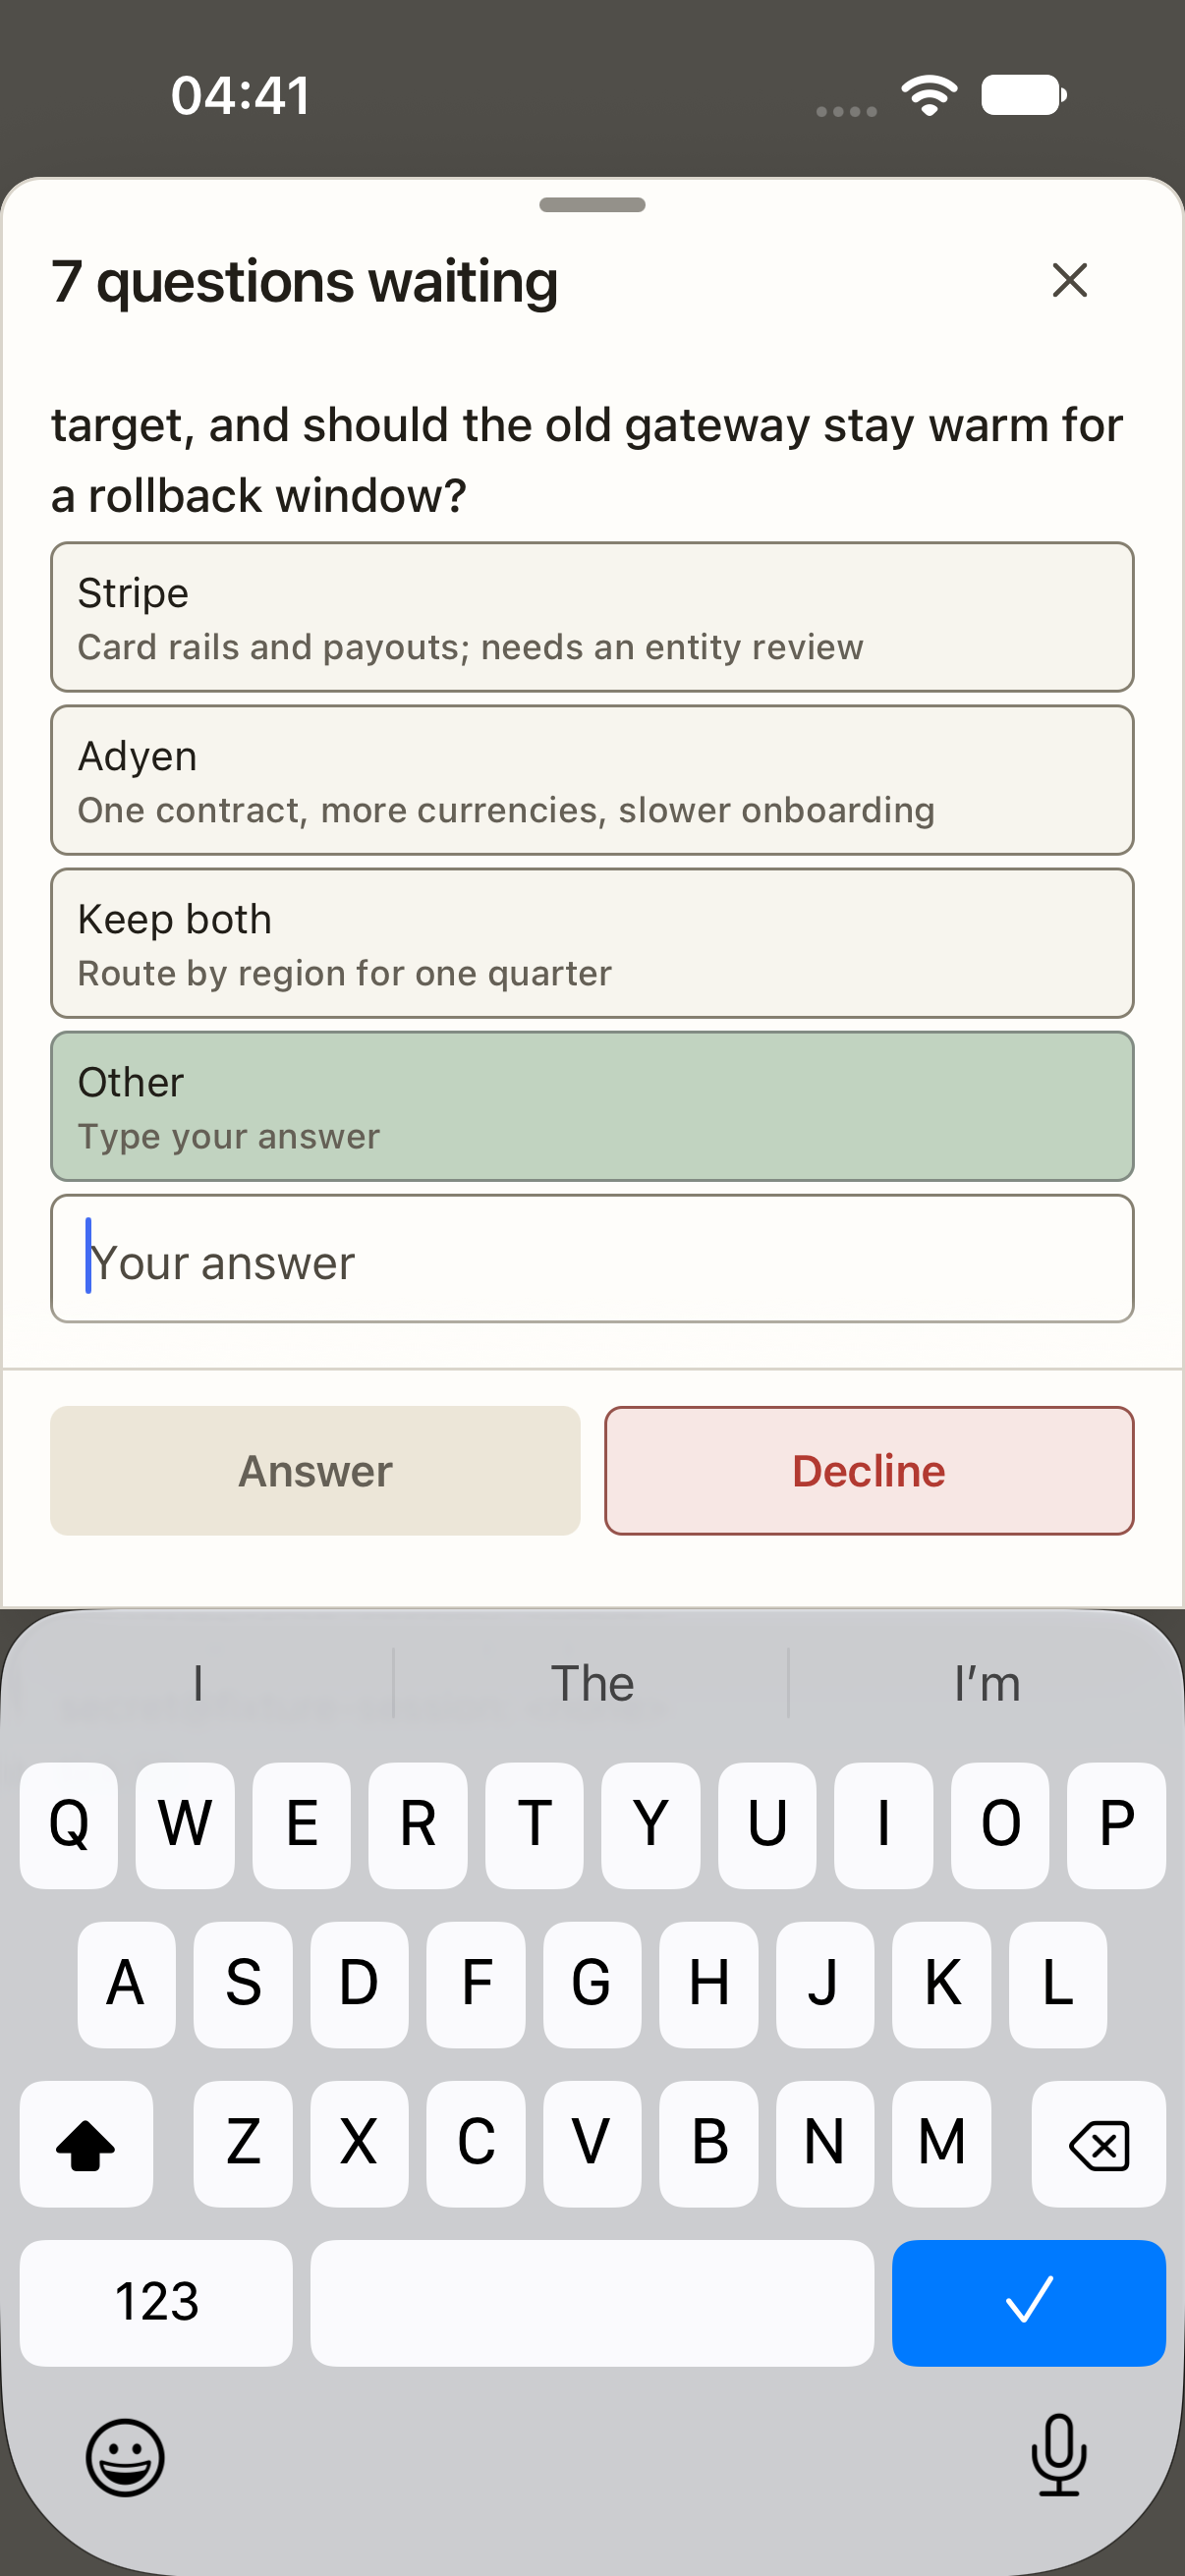 04:41
7 questions waiting
target, and should the old gateway stay warm for
a rollback window?
Stripe
Card rails and payouts; needs an entity review
Adyen
One contract, more currencies, slower onboarding
Keep both
Route by region for one quarter
Other
Type your answer
Your answer
Answer
Decline
I
The
I’m
Q W E R T Y U I O P
A S D F G H J K L
Z X C V B N M
123